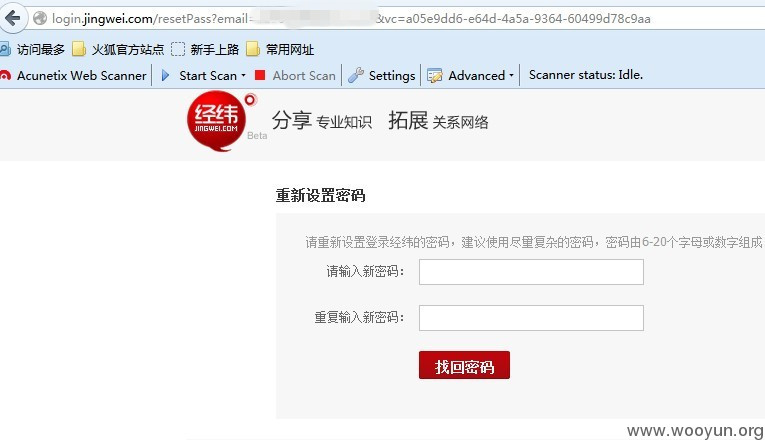 login.jingwei.com/resetPass?email= &vc=a05e9dd6-e64d-4a5a-9364-60499d78c9aa
访问最多 火狐官方站点 新手上路 常用网址
Acunetix Web Scanner Start Scan Abort Scan Settings Advanced Scanner status: Idle.
经纬 JINGWEI.COM Beta 分享 专业知识 拓展 关系网络
重新设置密码
请重新设置登录经纬的密码，建议使用尽量复杂的密码，密码由6-20个字母或数字组成
请输入新密码：
重复输入新密码：
找回密码
www.wooyun.org